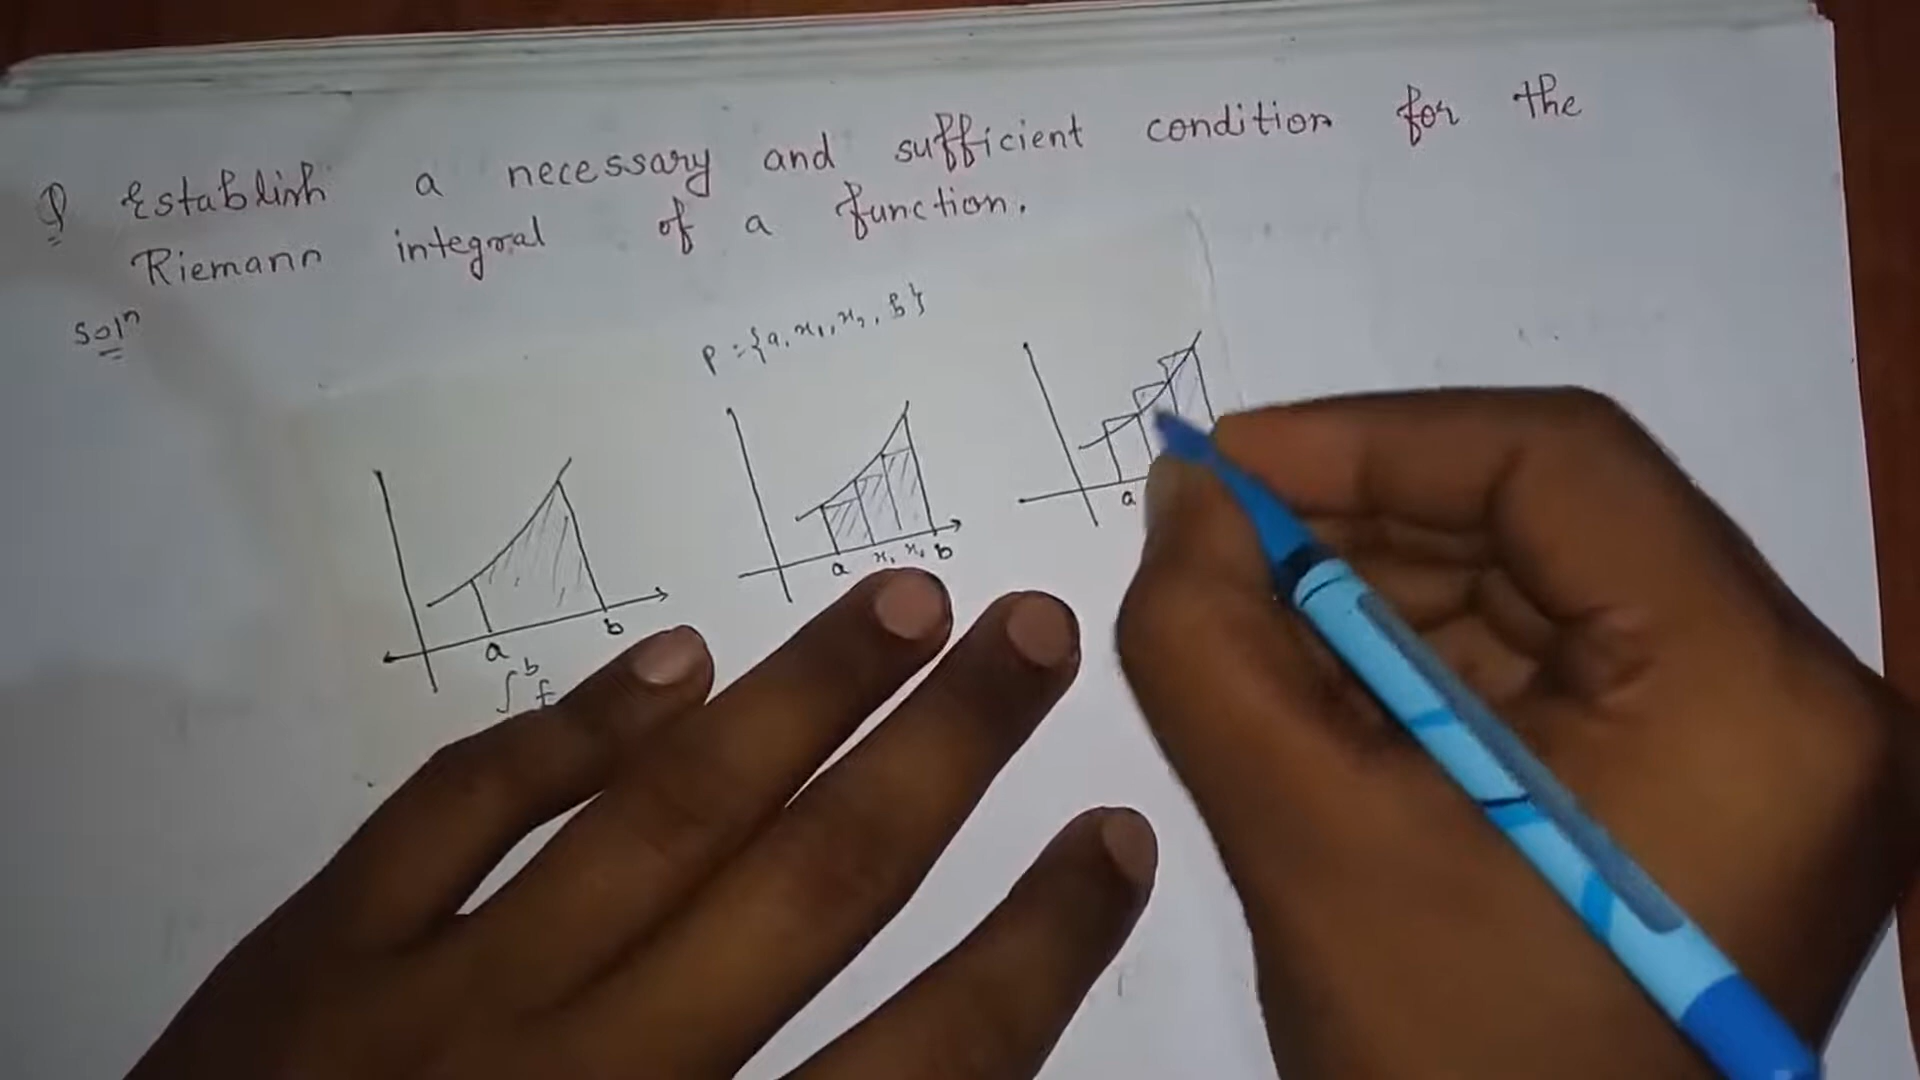 Q Establish a necessary and sufficient condition for the
Riemann integral of a function.
Solⁿ
P = {a, x₁, x₂, b}
a b
∫ᵇ f
a x₁ x₂ b
a